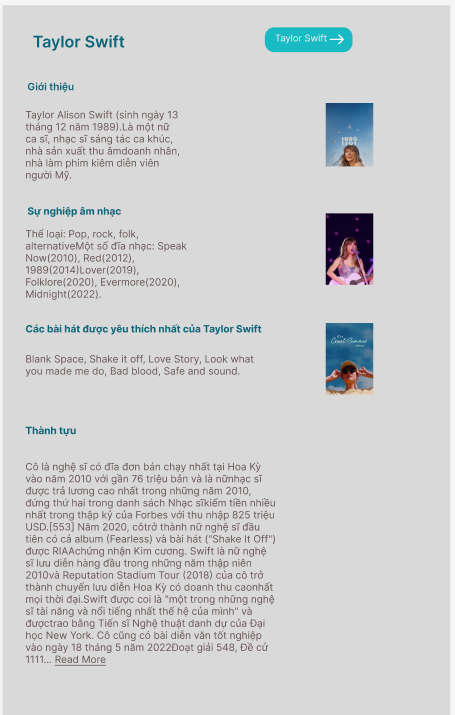 Taylor Swift
Taylor Swift
Giới thiệu
Taylor Alison Swift (sinh ngày 13
tháng 12 năm 1989).Là một nữ
ca sĩ, nhạc sĩ sáng tác ca khúc,
nhà sản xuất thu âmdoanh nhân,
nhà làm phim kiêm diễn viên
người Mỹ.
Sự nghiệp âm nhạc
Thể loại: Pop, rock, folk,
alternativeMột số đĩa nhạc: Speak
Now(2010), Red(2012),
1989(2014)Lover(2019),
Folklore(2020), Evermore(2020),
Midnight(2022).
Các bài hát được yêu thích nhất của Taylor Swift
Blank Space, Shake it off, Love Story, Look what
you made me do, Bad blood, Safe and sound.
Cruel Summer
Thành tựu
Cô là nghệ sĩ có đĩa đơn bán chạy nhất tại Hoa Kỳ
vào năm 2010 với gần 76 triệu bản và là nữnhạc sĩ
được trả lương cao nhất trong những năm 2010,
đứng thứ hai trong danh sách Nhạc sĩkiếm tiền nhiều
nhất trong thập kỷ của Forbes với thu nhập 825 triệu
USD.[553] Năm 2020, côtrở thành nữ nghệ sĩ đầu
tiên có cả album (Fearless) và bài hát ("Shake It Off")
được RIAAchứng nhận Kim cương. Swift là nữ nghệ
sĩ lưu diễn hàng đầu trong những năm thập niên
2010và Reputation Stadium Tour (2018) của cô trở
thành chuyến lưu diễn Hoa Kỳ có doanh thu caonhất
mọi thời đại.Swift được coi là "một trong những nghệ
sĩ tài năng và nổi tiếng nhất thế hệ của mình" và
đượctrao bằng Tiến sĩ Nghệ thuật danh dự của Đại
học New York. Cô cũng có bài diễn văn tốt nghiệp
vào ngày 18 tháng 5 năm 2022Đoạt giải 548, Đề cử
1111... Read More